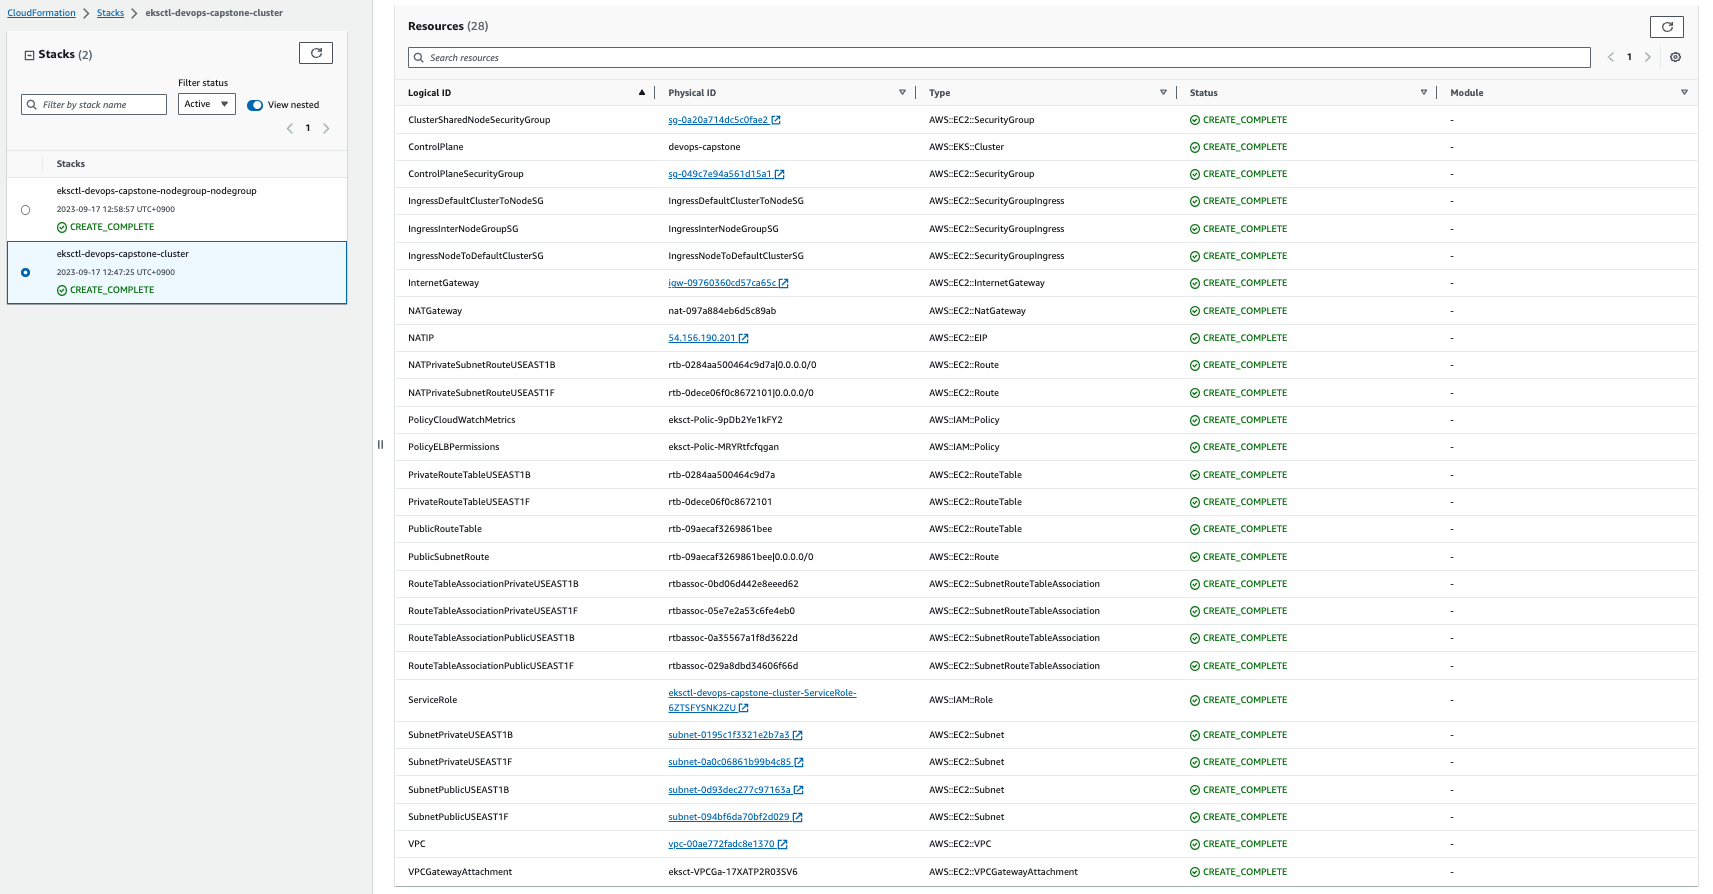 CloudFormation > Stacks > eksctl-devops-capstone-cluster
Stacks (2)
Filter status
Filter by stack name
Active
View nested
1
Stacks
eksctl-devops-capstone-nodegroup-nodegroup
2023-09-17 12:58:57 UTC+0900
CREATE_COMPLETE
eksctl-devops-capstone-cluster
2023-09-17 12:47:25 UTC+0900
CREATE_COMPLETE
Resources (28)
Search resources
1
Logical ID Physical ID Type Status Module
ClusterSharedNodeSecurityGroup sg-0a20a714dc5c0fae2 AWS::EC2::SecurityGroup CREATE_COMPLETE -
ControlPlane devops-capstone AWS::EKS::Cluster CREATE_COMPLETE -
ControlPlaneSecurityGroup sg-049c7e94a561d15a1 AWS::EC2::SecurityGroup CREATE_COMPLETE -
IngressDefaultClusterToNodeSG IngressDefaultClusterToNodeSG AWS::EC2::SecurityGroupIngress CREATE_COMPLETE -
IngressInterNodeGroupSG IngressInterNodeGroupSG AWS::EC2::SecurityGroupIngress CREATE_COMPLETE -
IngressNodeToDefaultClusterSG IngressNodeToDefaultClusterSG AWS::EC2::SecurityGroupIngress CREATE_COMPLETE -
InternetGateway igw-09760360cd57ca65c AWS::EC2::InternetGateway CREATE_COMPLETE -
NATGateway nat-097a884eb6d5c89ab AWS::EC2::NatGateway CREATE_COMPLETE -
NATIP 54.156.190.201 AWS::EC2::EIP CREATE_COMPLETE -
NATPrivateSubnetRouteUSEAST1B rtb-0284aa500464c9d7a|0.0.0.0/0 AWS::EC2::Route CREATE_COMPLETE -
NATPrivateSubnetRouteUSEAST1F rtb-0dece06f0c8672101|0.0.0.0/0 AWS::EC2::Route CREATE_COMPLETE -
PolicyCloudWatchMetrics eksct-Polic-9pDb2Ye1kFY2 AWS::IAM::Policy CREATE_COMPLETE -
PolicyELBPermissions eksct-Polic-MRYRtfcfqgan AWS::IAM::Policy CREATE_COMPLETE -
PrivateRouteTableUSEAST1B rtb-0284aa500464c9d7a AWS::EC2::RouteTable CREATE_COMPLETE -
PrivateRouteTableUSEAST1F rtb-0dece06f0c8672101 AWS::EC2::RouteTable CREATE_COMPLETE -
PublicRouteTable rtb-09aecaf3269861bee AWS::EC2::RouteTable CREATE_COMPLETE -
PublicSubnetRoute rtb-09aecaf3269861bee|0.0.0.0/0 AWS::EC2::Route CREATE_COMPLETE -
RouteTableAssociationPrivateUSEAST1B rtbassoc-0bd06d442e8eeed62 AWS::EC2::SubnetRouteTableAssociation CREATE_COMPLETE -
RouteTableAssociationPrivateUSEAST1F rtbassoc-05e7e2a53c6fe4eb0 AWS::EC2::SubnetRouteTableAssociation CREATE_COMPLETE -
RouteTableAssociationPublicUSEAST1B rtbassoc-0a35567a1f8d3622d AWS::EC2::SubnetRouteTableAssociation CREATE_COMPLETE -
RouteTableAssociationPublicUSEAST1F rtbassoc-029a8dbd34606f66d AWS::EC2::SubnetRouteTableAssociation CREATE_COMPLETE -
ServiceRole eksctl-devops-capstone-cluster-ServiceRole- AWS::IAM::Role CREATE_COMPLETE -
6ZTSFYSNK2ZU
SubnetPrivateUSEAST1B subnet-0195c1f3321e2b7a3 AWS::EC2::Subnet CREATE_COMPLETE -
SubnetPrivateUSEAST1F subnet-0a0c06861b99b4c85 AWS::EC2::Subnet CREATE_COMPLETE -
SubnetPublicUSEAST1B subnet-0d93dec277c97163a AWS::EC2::Subnet CREATE_COMPLETE -
SubnetPublicUSEAST1F subnet-094bf6da70bf2d029 AWS::EC2::Subnet CREATE_COMPLETE -
VPC vpc-00ae772fadc8e1370 AWS::EC2::VPC CREATE_COMPLETE -
VPCGatewayAttachment eksct-VPCGa-17XATP2R03SV6 AWS::EC2::VPCGatewayAttachment CREATE_COMPLETE -